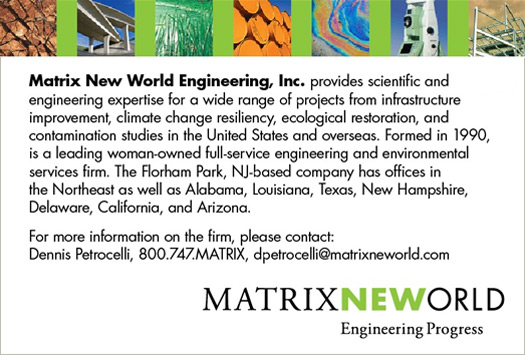 Matrix New World Engineering, Inc. provides scientific and
engineering expertise for a wide range of projects from infrastructure
improvement, climate change resiliency, ecological restoration, and
contamination studies in the United States and overseas. Formed in 1990,
is a leading woman-owned full-service engineering and environmental
services firm. The Florham Park, NJ-based company has offices in
the Northeast as well as Alabama, Louisiana, Texas, New Hampshire,
Delaware, California, and Arizona.
For more information on the firm, please contact:
Dennis Petrocelli, 800.747.MATRIX, dpetrocelli@matrixneworld.com
MATRIXNEWORLD
Engineering Progress